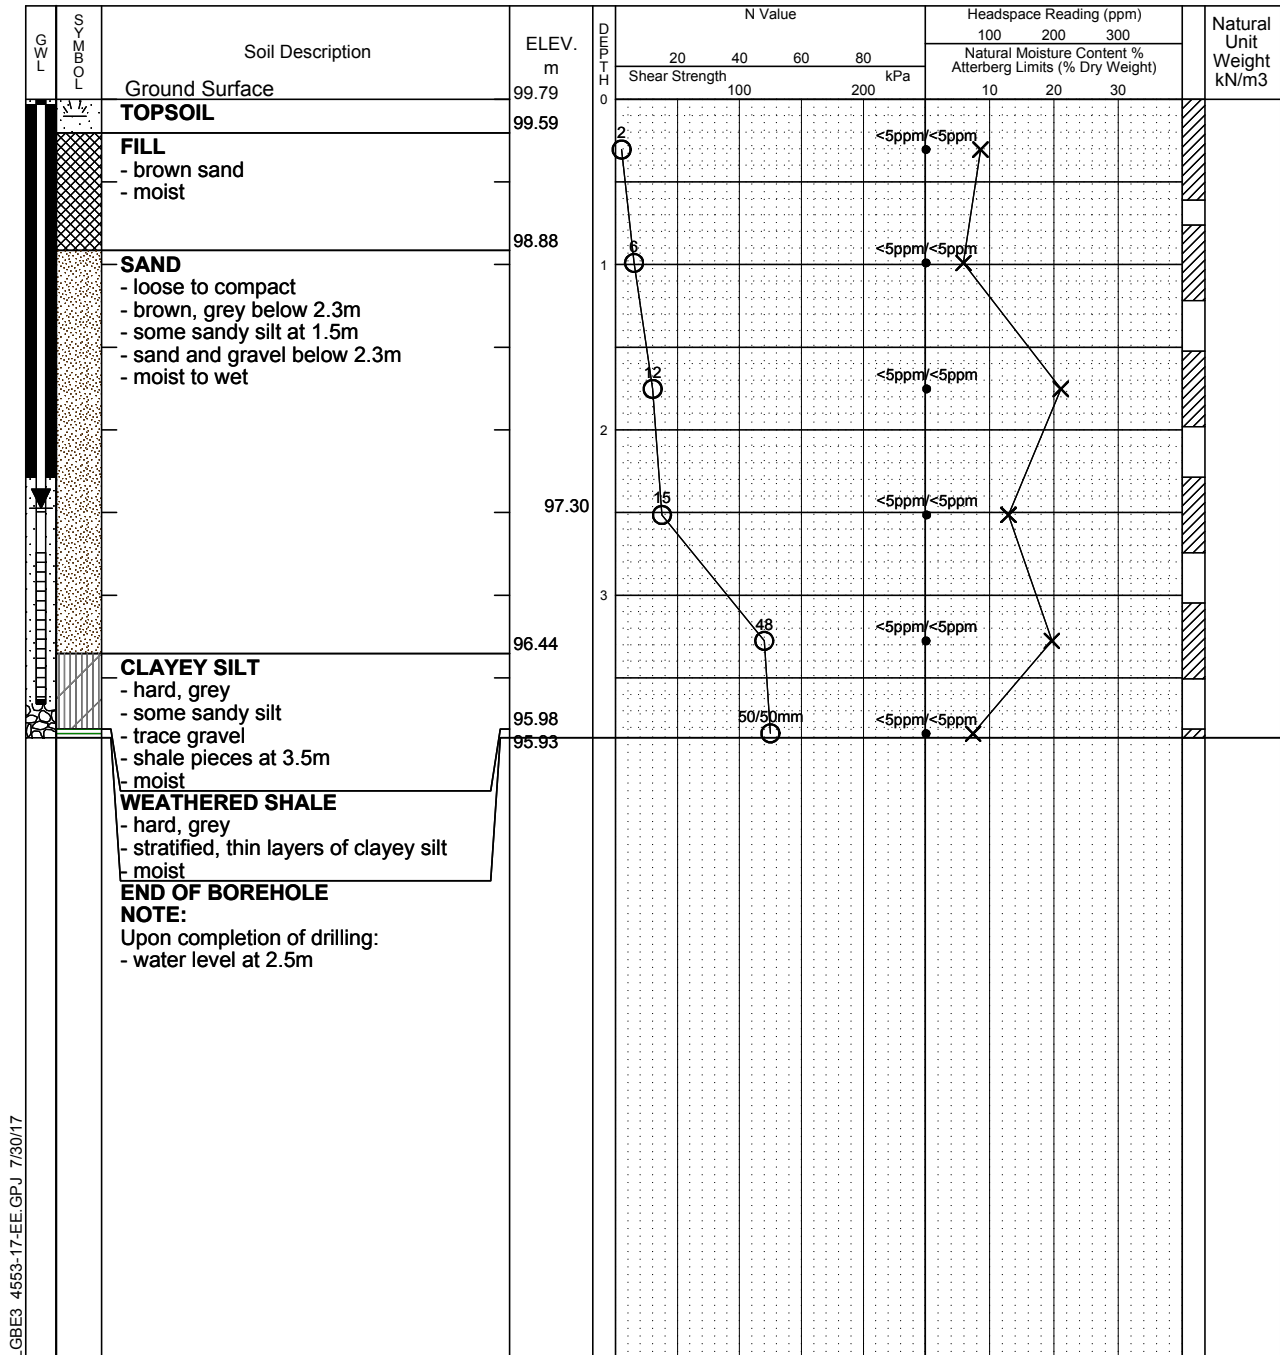 GWL
SYMBOL
Soil Description
Ground Surface
ELEV.
m
DEPTH
N Value
20 40 60 80
Shear Strength kPa
100 200
Headspace Reading (ppm)
100 200 300
Natural Moisture Content %
Atterberg Limits (% Dry Weight)
10 20 30
Natural
Unit
Weight
kN/m3
99.79
0
TOPSOIL
99.59
FILL
- brown sand
- moist
2
<5ppm/<5ppm
98.88
SAND
- loose to compact
- brown, grey below 2.3m
- some sandy silt at 1.5m
- sand and gravel below 2.3m
- moist to wet
6
<5ppm/<5ppm
1
12
<5ppm/<5ppm
2
97.30
15
<5ppm/<5ppm
3
48
<5ppm/<5ppm
96.44
CLAYEY SILT
- hard, grey
- some sandy silt
- trace gravel
- shale pieces at 3.5m
- moist
95.98
50/50mm
<5ppm/<5ppm
95.93
WEATHERED SHALE
- hard, grey
- stratified, thin layers of clayey silt
- moist
END OF BOREHOLE
NOTE:
Upon completion of drilling:
- water level at 2.5m
GBE3 4553-17-EE.GPJ 7/30/17